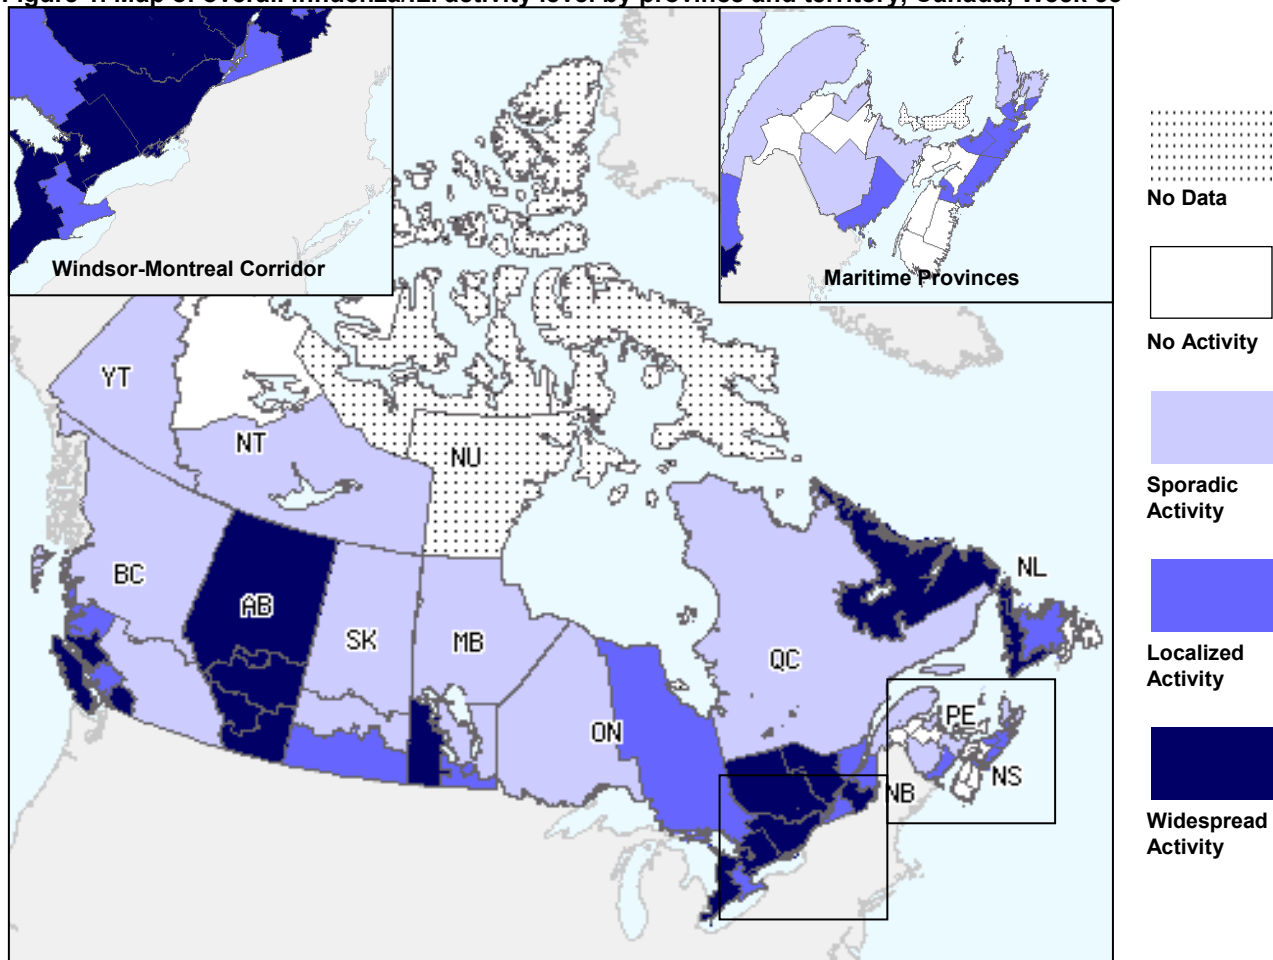 Windsor-Montreal Corridor
Maritime Provinces
No Data
No Activity
Sporadic
Activity
Localized
Activity
Widespread
Activity
YT
NT
NU
BC
AB
SK
MB
ON
QC
NL
PE
NS
NB